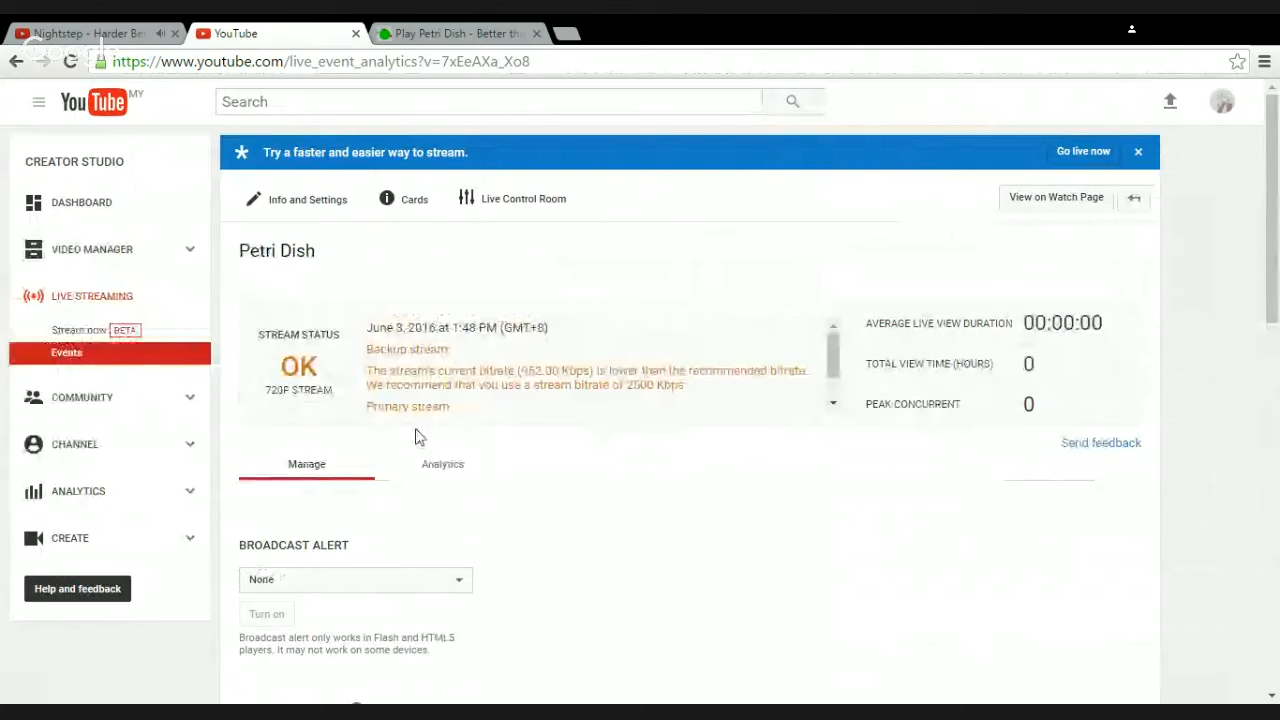 Nightstep - Harder Be
YouTube
Play Petri Dish - Better the
https://www.youtube.com/live_event_analytics?v=7xEeAXa_Xo8
YouTube MY
Search
CREATOR STUDIO
DASHBOARD
VIDEO MANAGER
LIVE STREAMING
Stream now BETA
Events
COMMUNITY
CHANNEL
ANALYTICS
CREATE
Help and feedback
Try a faster and easier way to stream.
Go live now
Info and Settings
Cards
Live Control Room
View on Watch Page
Petri Dish
STREAM STATUS
OK
720P STREAM
June 3, 2016 at 1:48 PM (GMT+8)
Backup stream
The stream's current bitrate (452.00 Kbps) is lower than the recommended bitrate.
We recommend that you use a stream bitrate of 2500 Kbps
Primary stream
AVERAGE LIVE VIEW DURATION 00:00:00
TOTAL VIEW TIME (HOURS) 0
PEAK CONCURRENT 0
Send feedback
Manage
Analytics
BROADCAST ALERT
None
Turn on
Broadcast alert only works in Flash and HTML5
players. It may not work on some devices.